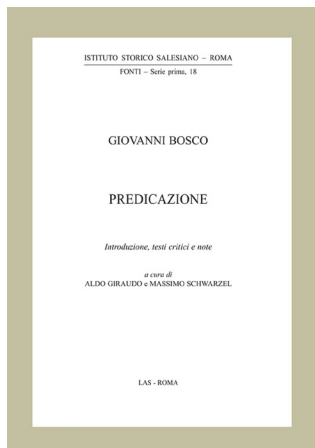 ISTITUTO STORICO SALESIANO – ROMA
FONTI – Serie prima, 18
GIOVANNI BOSCO
PREDICAZIONE
Introduzione, testi critici e note
a cura di
ALDO GIRAUDO e MASSIMO SCHWARZEL
LAS - ROMA